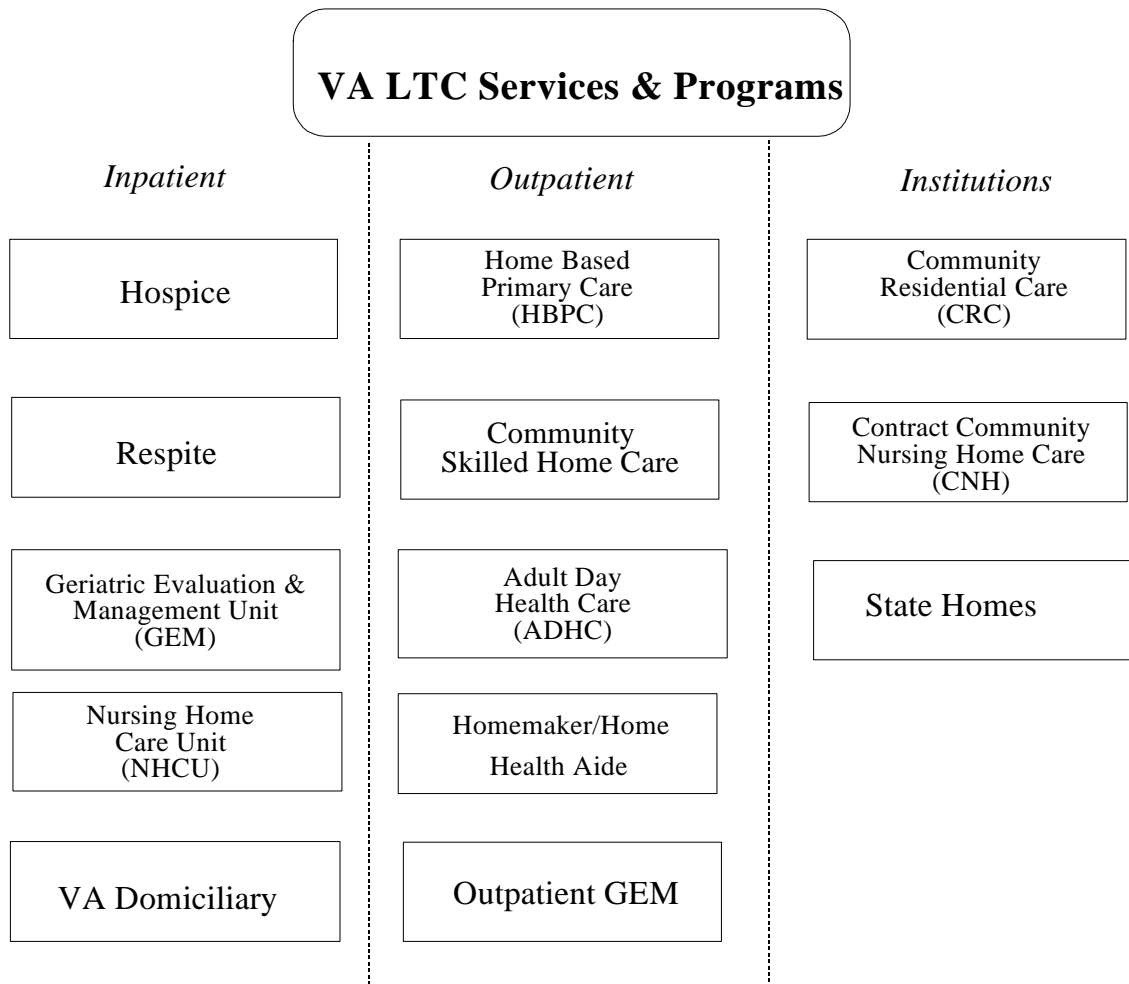 VA LTC Services & Programs
Inpatient
Hospice
Respite
Geriatric Evaluation &
Management Unit
(GEM)
Nursing Home
Care Unit
(NHCU)
VA Domiciliary
Outpatient
Home Based
Primary Care
(HBPC)
Community
Skilled Home Care
Adult Day
Health Care
(ADHC)
Homemaker/Home
Health Aide
Outpatient GEM
Institutions
Community
Residential Care
(CRC)
Contract Community
Nursing Home Care
(CNH)
State Homes